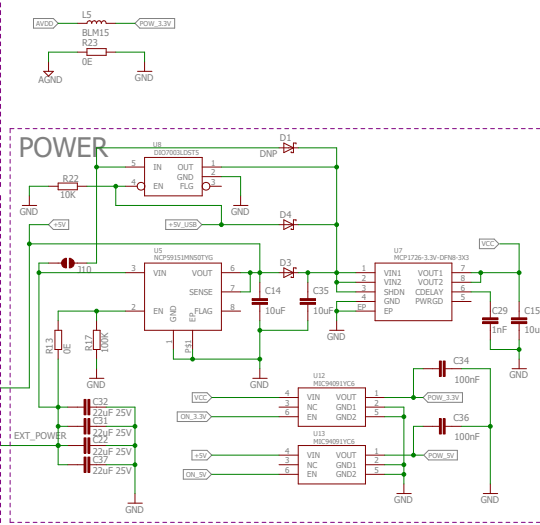 L5
AVDD
POW_3.3V
BLM15
R23
0E
AGND
GND
POWER
U8
DIO7003LDST5
D1
DNP
5
IN
OUT
1
GND
2
4
EN
FLG
3
R22
10K
GND
GND
+5V
+5V_USB
D4
J10
U5
NCP59151MN50TYG
3
VIN
VOUT
6
SENSE
7
2
EN
FLAG
8
GND
EP
1
P$1
D3
C14
10uF
C35
10uF
GND
U7
MCP1726-3.3V-DFN8-3X3
1
VIN1
VOUT1
7
2
VIN2
VOUT2
8
3
SHDN
CDELAY
6
4
GND
PWRGD
5
EP
EP
GND
VCC
C29
1nF
C15
10u
GND
R13
0E
R17
100K
GND
C32
22uF 25V
C31
22uF 25V
EXT_POWER
C22
22uF 25V
C37
22uF 25V
GND
U12
MIC94091YC6
VCC
4
VIN
VOUT
1
3
NC
GND1
2
ON_3.3V
6
EN
GND2
5
C34
100nF
POW_3.3V
U13
MIC94091YC6
+5V
4
VIN
VOUT
1
3
NC
GND1
2
ON_5V
6
EN
GND2
5
C36
100nF
POW_5V
GND
GND